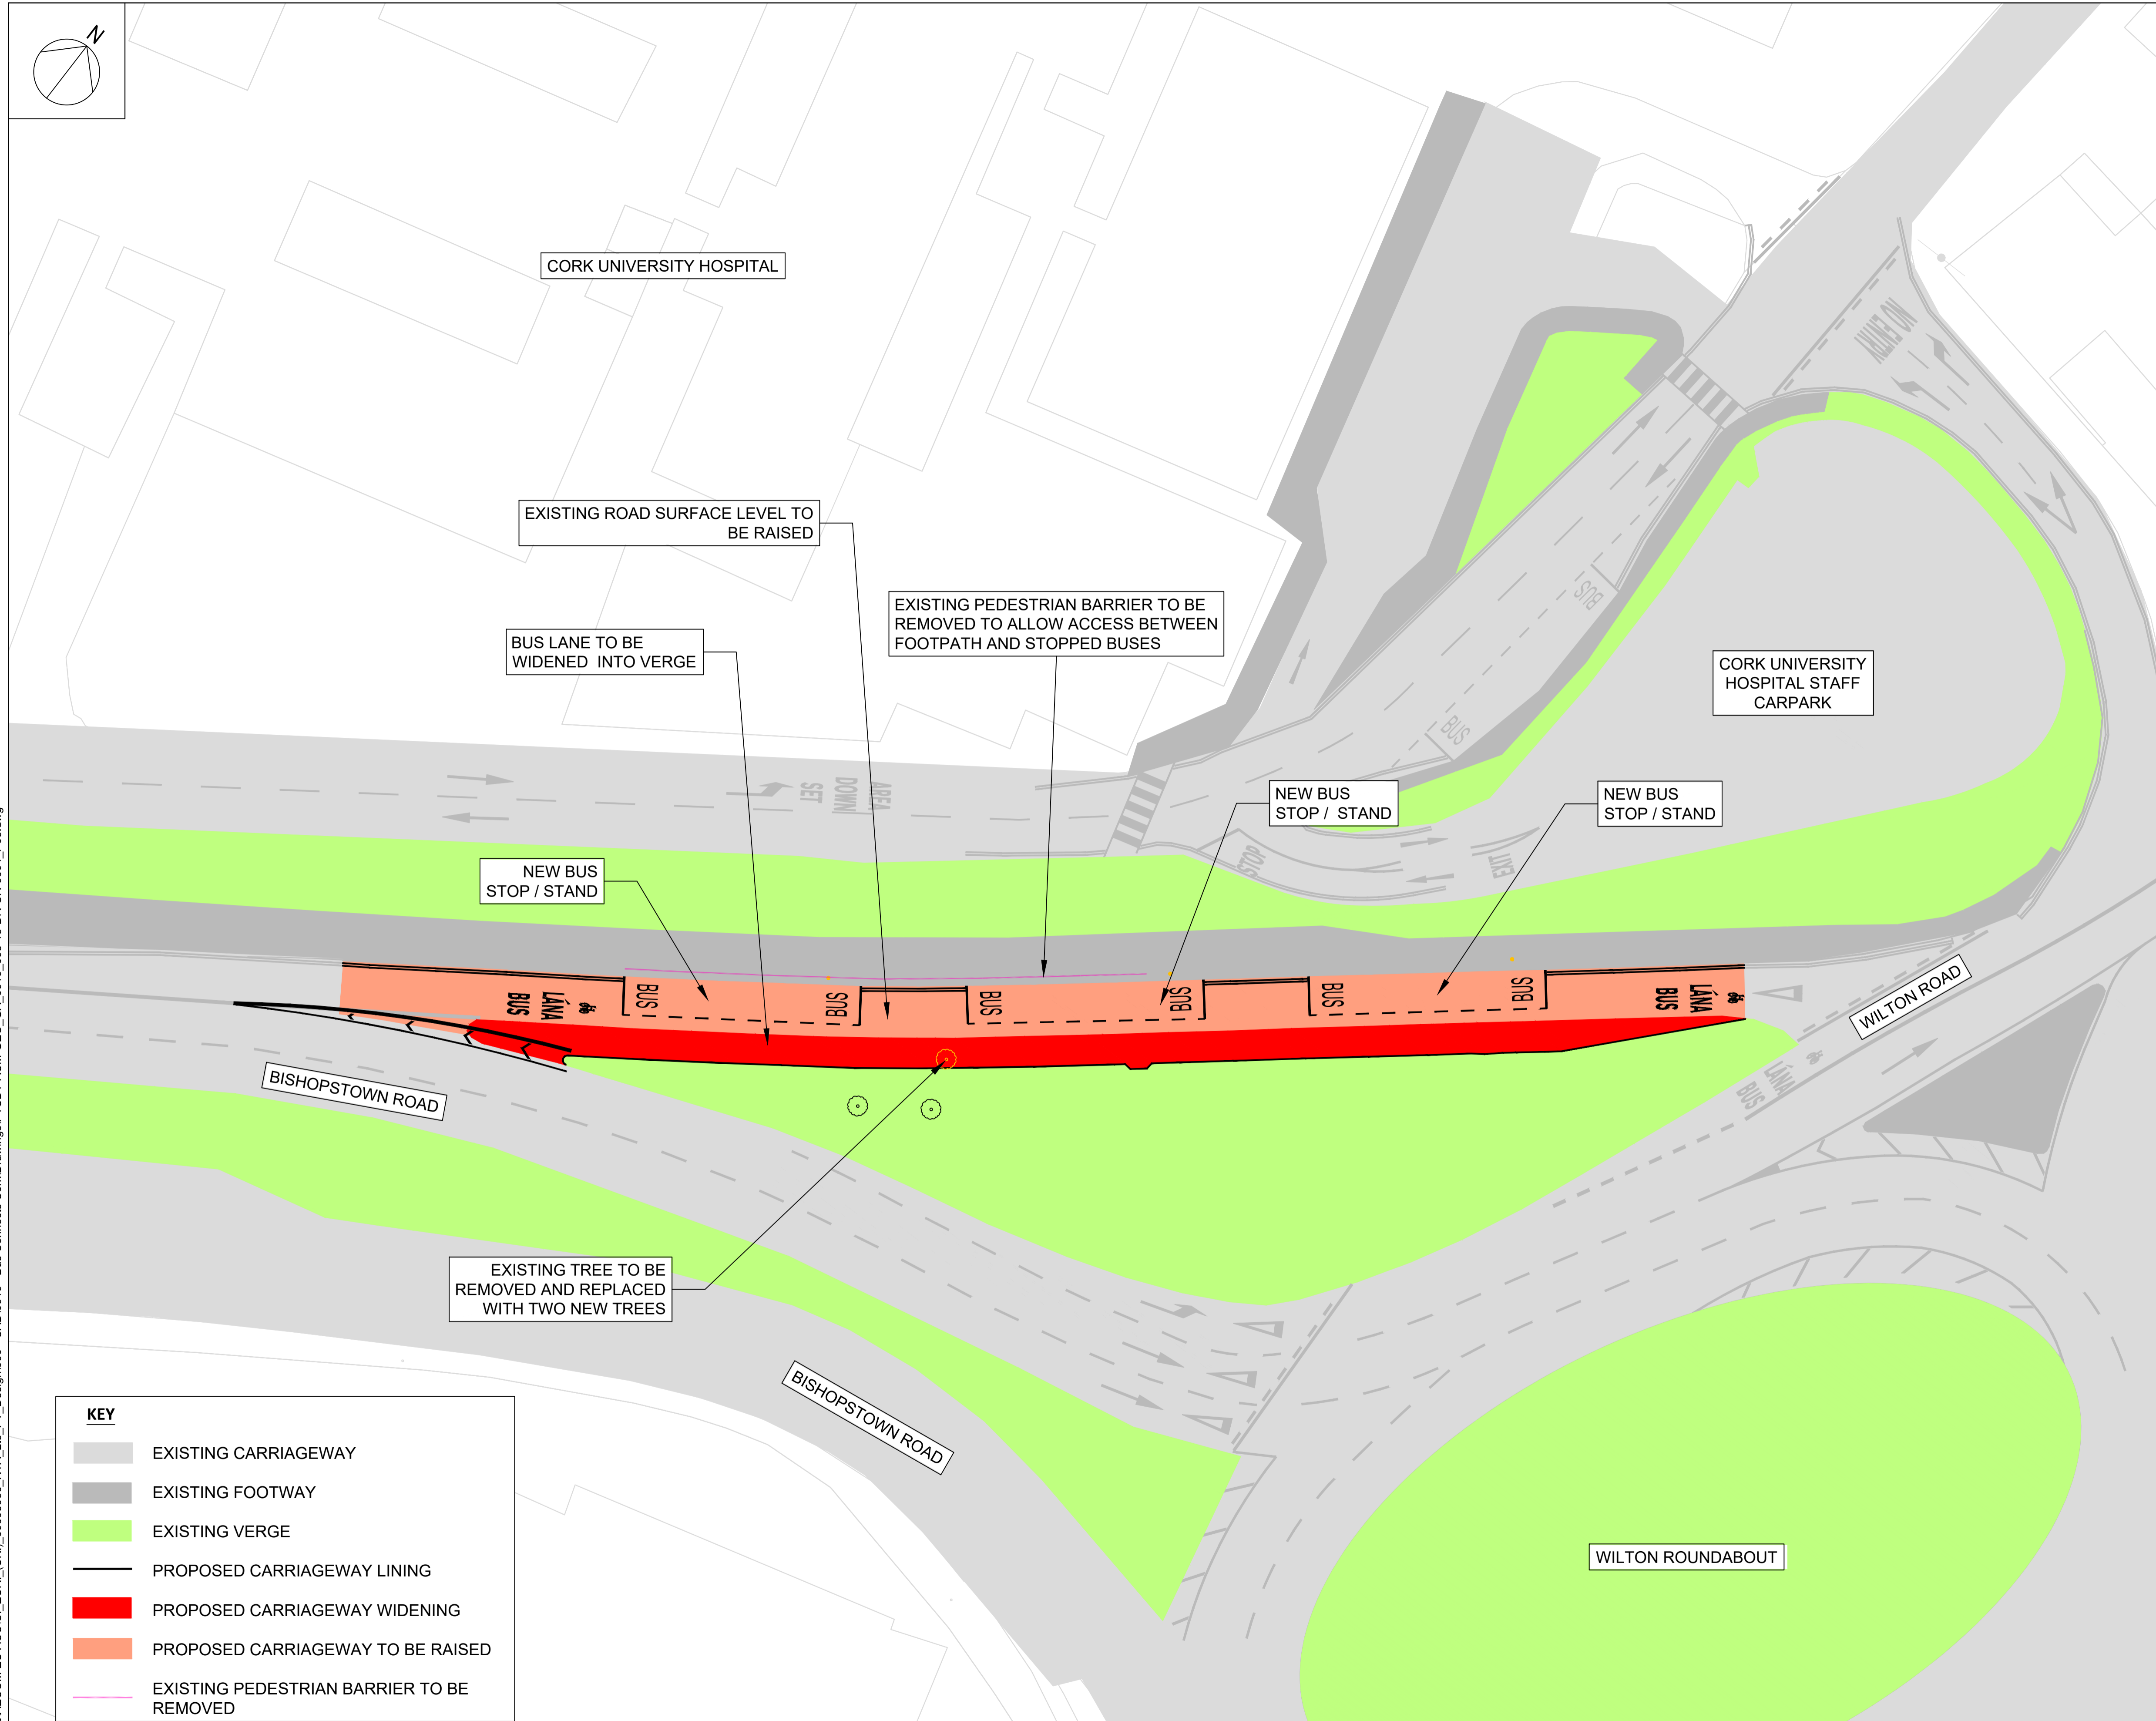 N
CORK UNIVERSITY HOSPITAL
EXISTING ROAD SURFACE LEVEL TO
BE RAISED
EXISTING PEDESTRIAN BARRIER TO BE
REMOVED TO ALLOW ACCESS BETWEEN
FOOTPATH AND STOPPED BUSES
BUS LANE TO BE
WIDENED INTO VERGE
BUS
BUS
CORK UNIVERSITY
HOSPITAL STAFF
CARPARK
AREA
DOWN
SET
NEW BUS
STOP / STAND
NEW BUS
STOP / STAND
NEW BUS
STOP / STAND
STOP
EXIT
LÁNA
BUS
BUS
BUS
BUS
BUS
BUS
BUS
LÁNA
BUS
WILTON ROAD
LÁNA
BUS
BISHOPSTOWN ROAD
EXISTING TREE TO BE
REMOVED AND REPLACED
WITH TWO NEW TREES
BISHOPSTOWN ROAD
WILTON ROUNDABOUT
KEY
EXISTING CARRIAGEWAY
EXISTING FOOTWAY
EXISTING VERGE
PROPOSED CARRIAGEWAY LINING
PROPOSED CARRIAGEWAY WIDENING
PROPOSED CARRIAGEWAY TO BE RAISED
EXISTING PEDESTRIAN BARRIER TO BE
REMOVED